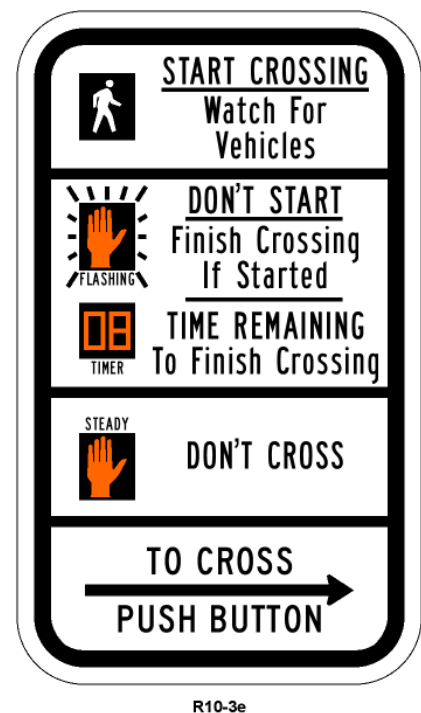 START CROSSING
Watch For
Vehicles
DON'T START
Finish Crossing
If Started
FLASHING
08
TIMER
TIME REMAINING
To Finish Crossing
STEADY
DON'T CROSS
TO CROSS
PUSH BUTTON
R10-3e